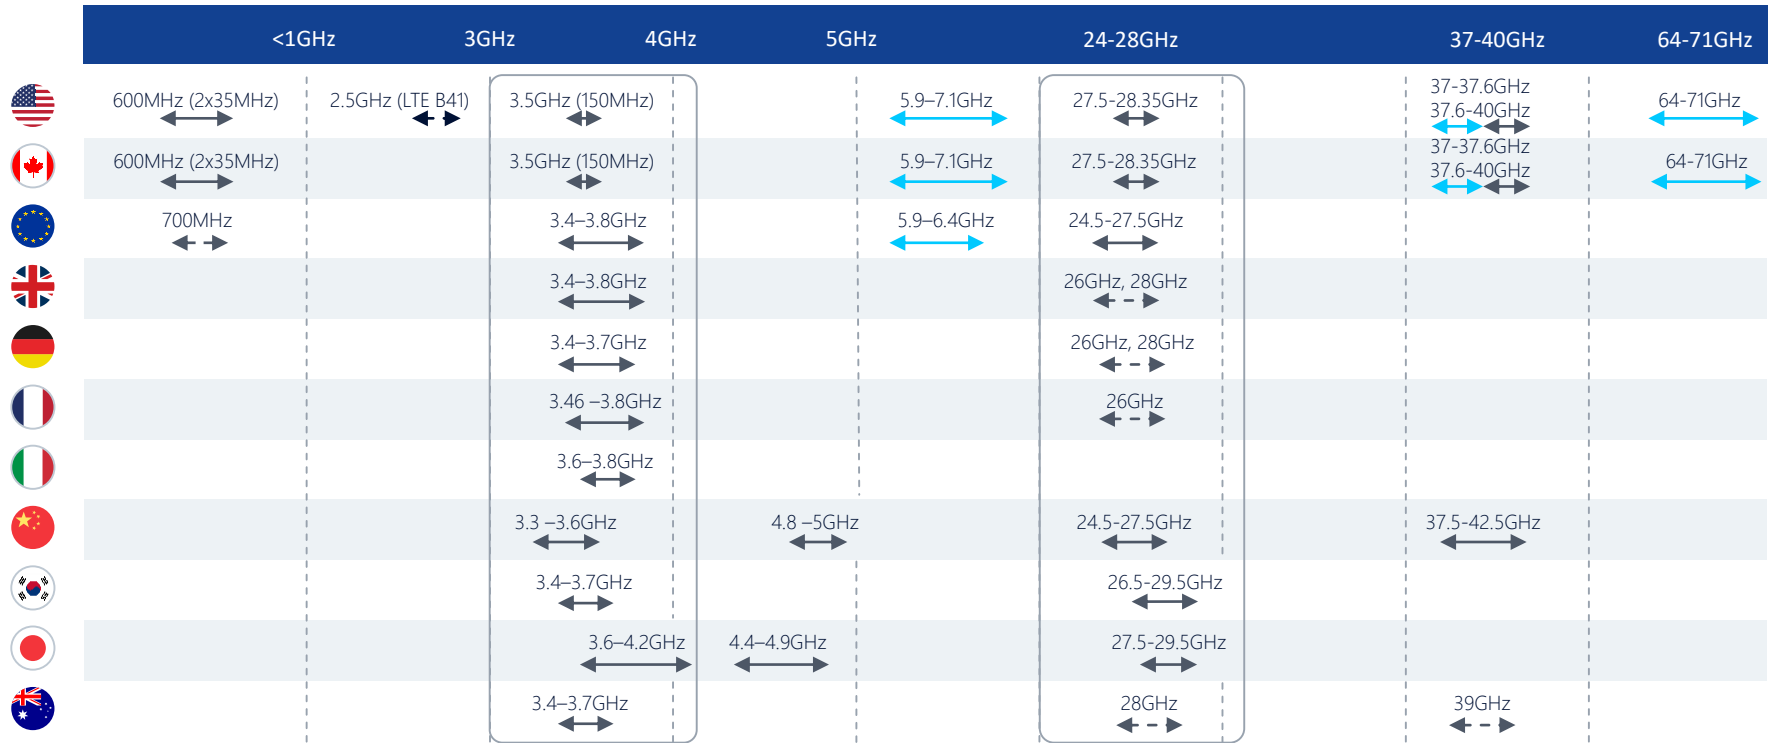 <1GHz 3GHz 4GHz 5GHz 24-28GHz 37-40GHz 64-71GHz
600MHz (2x35MHz) 2.5GHz (LTE B41) 3.5GHz (150MHz) 5.9–7.1GHz 27.5-28.35GHz 37-37.6GHz 64-71GHz
37.6-40GHz
600MHz (2x35MHz) 3.5GHz (150MHz) 5.9–7.1GHz 27.5-28.35GHz 37-37.6GHz 64-71GHz
37.6-40GHz
700MHz 3.4–3.8GHz 5.9–6.4GHz 24.5-27.5GHz
3.4–3.8GHz 26GHz, 28GHz
3.4–3.7GHz 26GHz, 28GHz
3.46 –3.8GHz 26GHz
3.6–3.8GHz
3.3 –3.6GHz 4.8 –5GHz 24.5-27.5GHz 37.5-42.5GHz
3.4–3.7GHz 26.5-29.5GHz
3.6–4.2GHz 4.4–4.9GHz 27.5-29.5GHz
3.4–3.7GHz 28GHz 39GHz